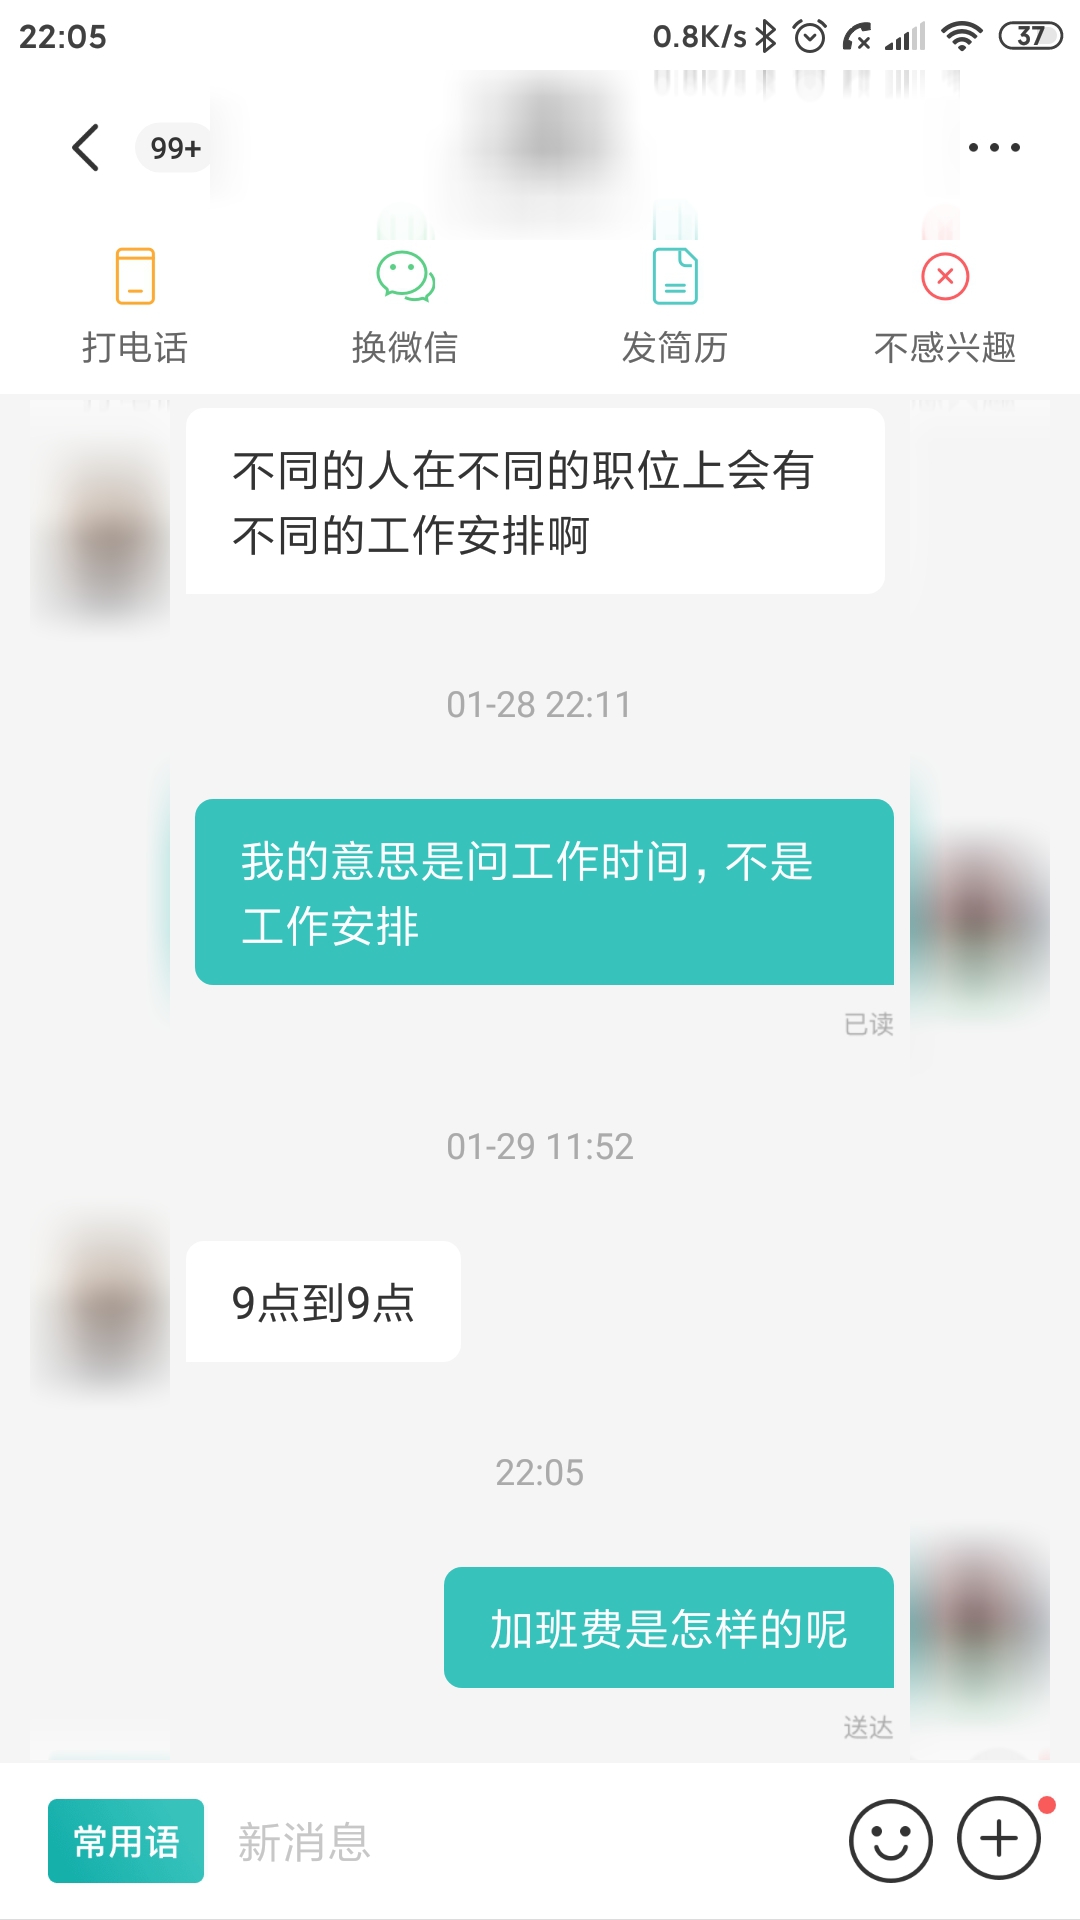 22:05 0.8K/s 37
99+
打电话 换微信 发简历 不感兴趣
不同的人在不同的职位上会有
不同的工作安排啊
01-28 22:11
我的意思是问工作时间，不是
工作安排
已读
01-29 11:52
9点到9点
22:05
加班费是怎样的呢
送达
常用语 新消息